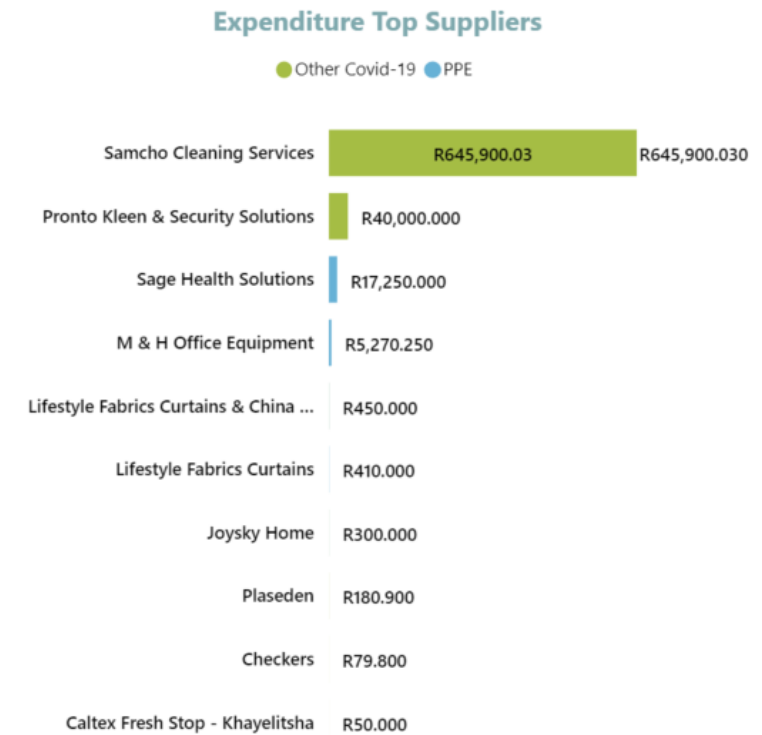 Expenditure Top Suppliers
Other Covid-19 PPE
Samcho Cleaning Services R645,900.03 R645,900.030
Pronto Kleen & Security Solutions R40,000.000
Sage Health Solutions R17,250.000
M & H Office Equipment R5,270.250
Lifestyle Fabrics Curtains & China ... R450.000
Lifestyle Fabrics Curtains R410.000
Joysky Home R300.000
Plaseden R180.900
Checkers R79.800
Caltex Fresh Stop - Khayelitsha R50.000